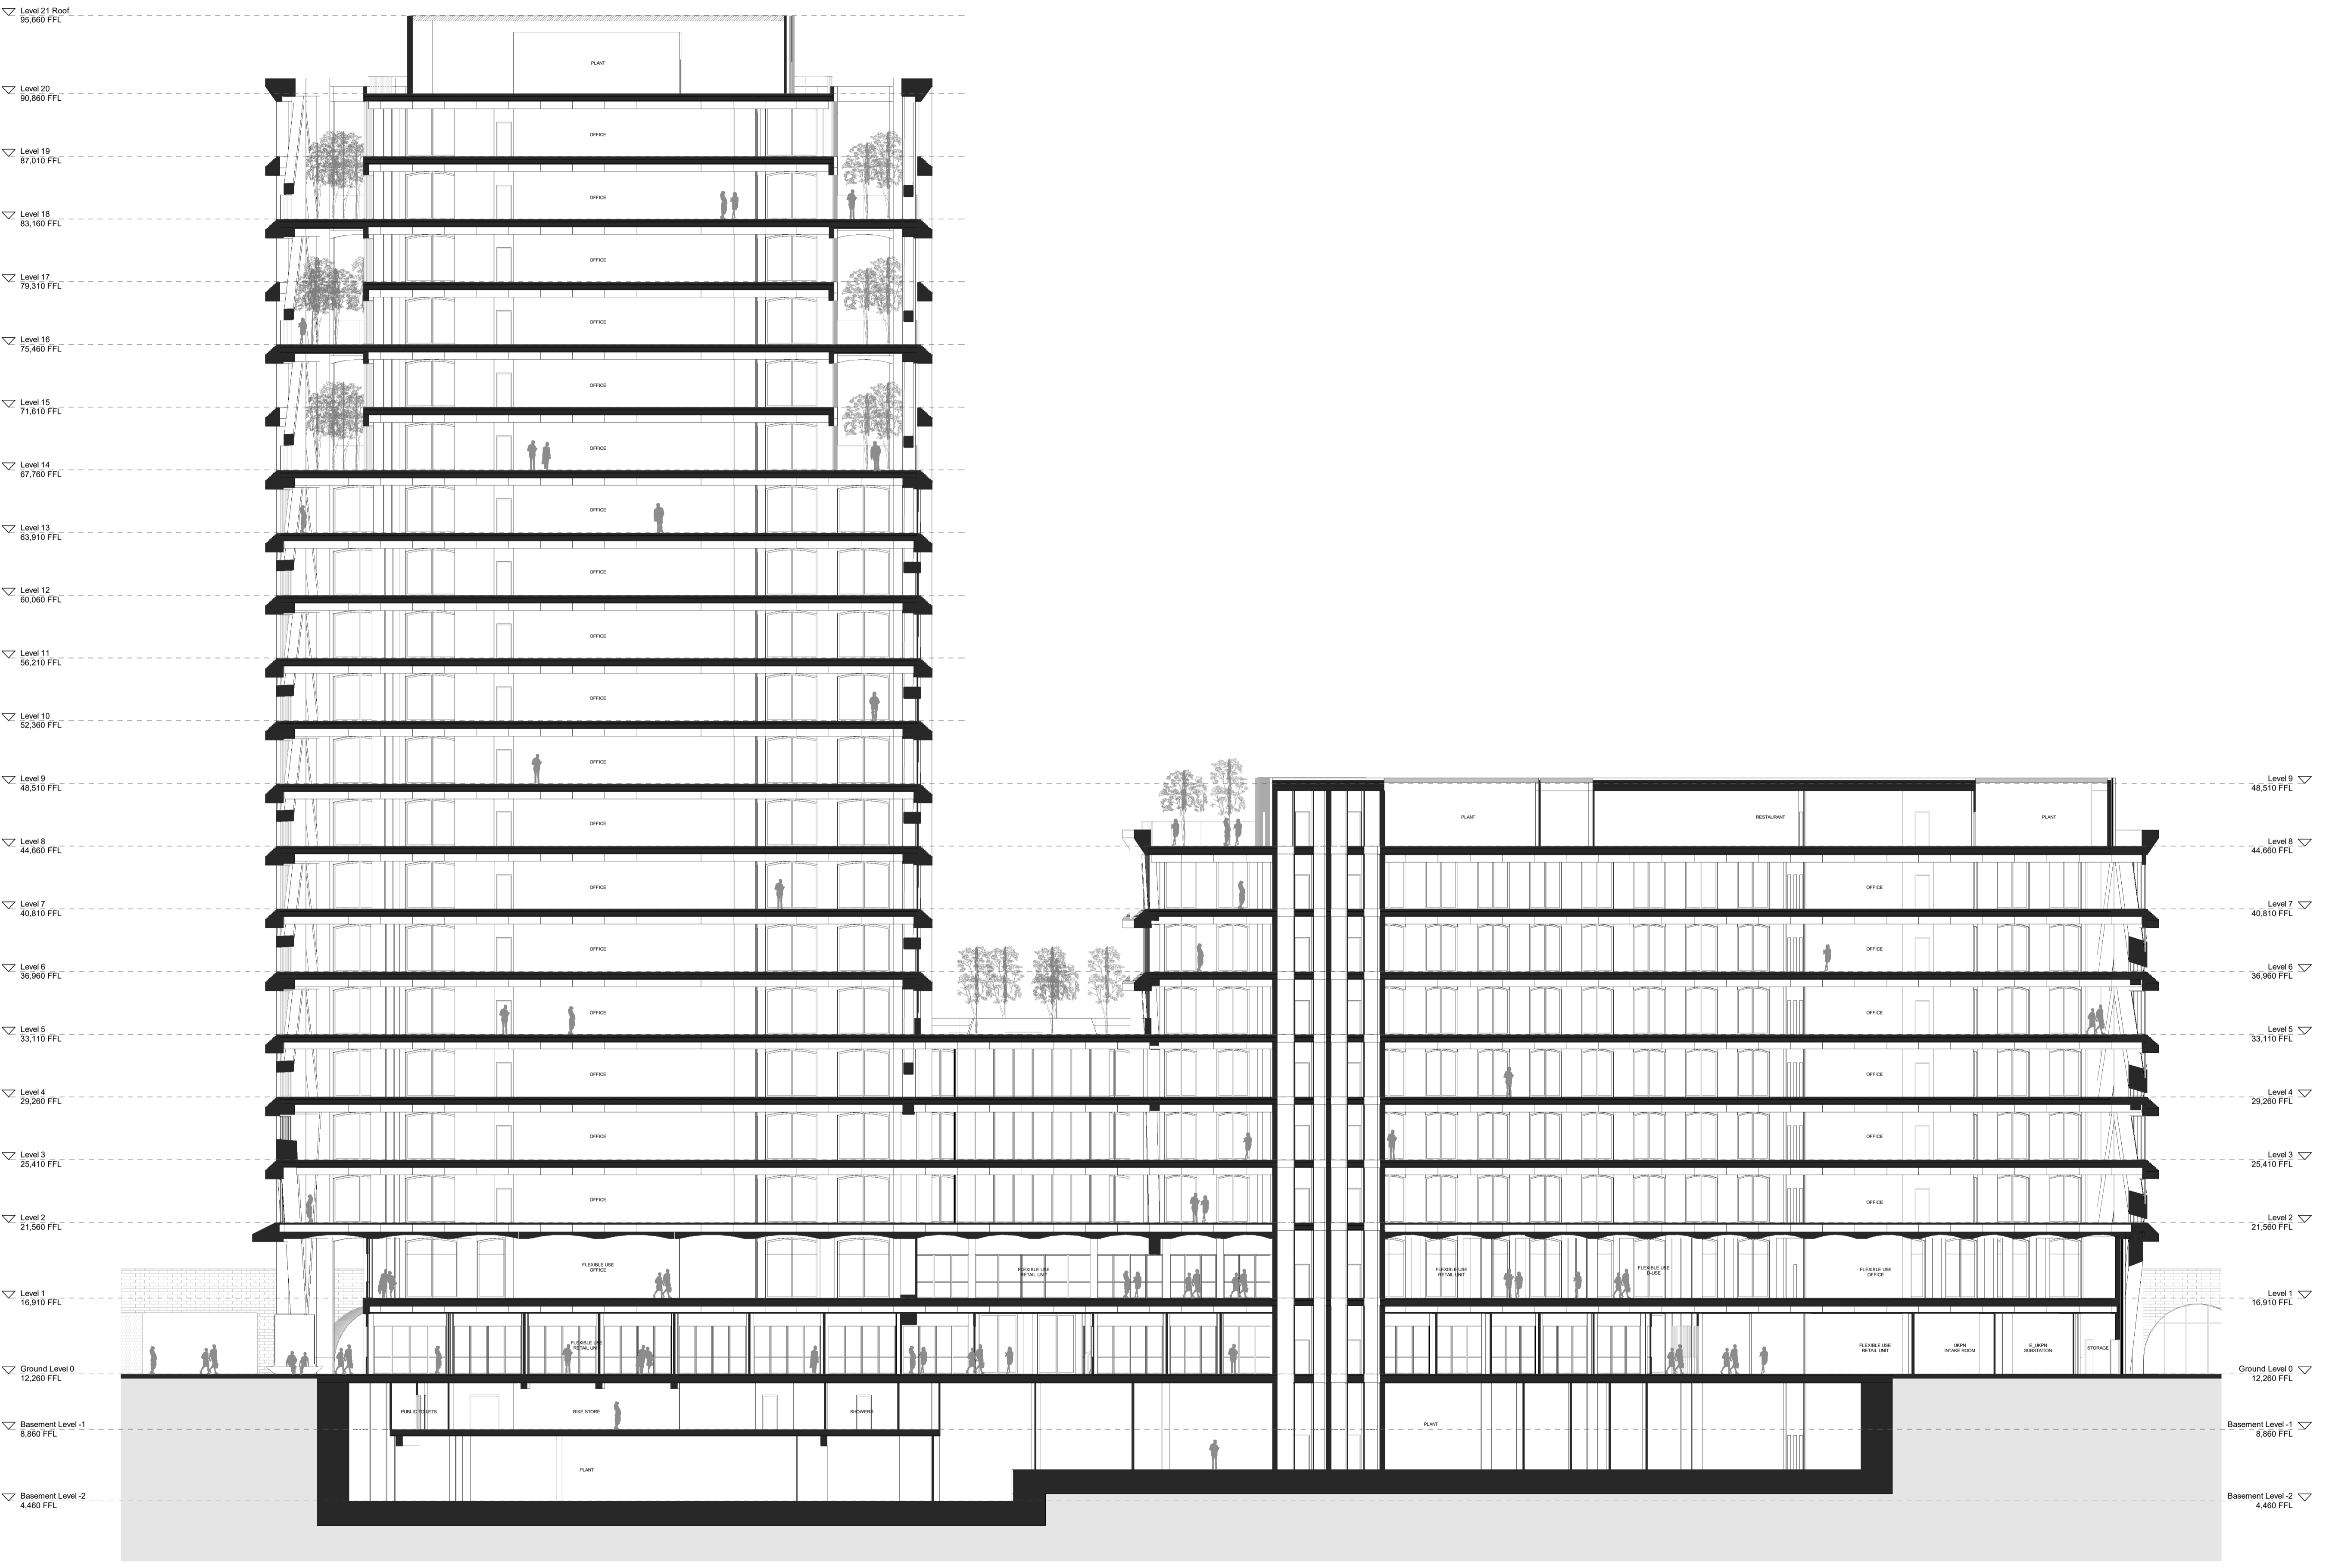 Level 21 Roof
95,660 FFL
PLANT
Level 20
90,860 FFL
OFFICE
Level 19
87,010 FFL
OFFICE
Level 18
83,160 FFL
OFFICE
Level 17
79,310 FFL
OFFICE
Level 16
75,460 FFL
OFFICE
Level 15
71,610 FFL
OFFICE
Level 14
67,760 FFL
OFFICE
Level 13
63,910 FFL
OFFICE
Level 12
60,060 FFL
OFFICE
Level 11
56,210 FFL
OFFICE
Level 10
52,360 FFL
OFFICE
Level 9
48,510 FFL
Level 9
48,510 FFL
OFFICE
PLANT
RESTAURANT
PLANT
Level 8
44,660 FFL
Level 8
44,660 FFL
OFFICE
OFFICE
Level 7
40,810 FFL
Level 7
40,810 FFL
OFFICE
OFFICE
Level 6
36,960 FFL
Level 6
36,960 FFL
OFFICE
OFFICE
Level 5
33,110 FFL
Level 5
33,110 FFL
OFFICE
OFFICE
Level 4
29,260 FFL
Level 4
29,260 FFL
OFFICE
OFFICE
Level 3
25,410 FFL
Level 3
25,410 FFL
OFFICE
OFFICE
Level 2
21,560 FFL
Level 2
21,560 FFL
FLEXIBLE USE
OFFICE
FLEXIBLE USE
RETAIL UNIT
FLEXIBLE USE
RETAIL UNIT
FLEXIBLE USE
D-USE
FLEXIBLE USE
OFFICE
Level 1
16,910 FFL
Level 1
16,910 FFL
FLEXIBLE USE
RETAIL UNIT
FLEXIBLE USE
RETAIL UNIT
UKPN
INTAKE ROOM
E_UKPN
SUBSTATION
STORAGE
Ground Level 0
12,260 FFL
Ground Level 0
12,260 FFL
PUBLIC TOILETS
BIKE STORE
SHOWERS
PLANT
Basement Level -1
8,860 FFL
Basement Level -1
8,860 FFL
PLANT
Basement Level -2
4,460 FFL
Basement Level -2
4,460 FFL